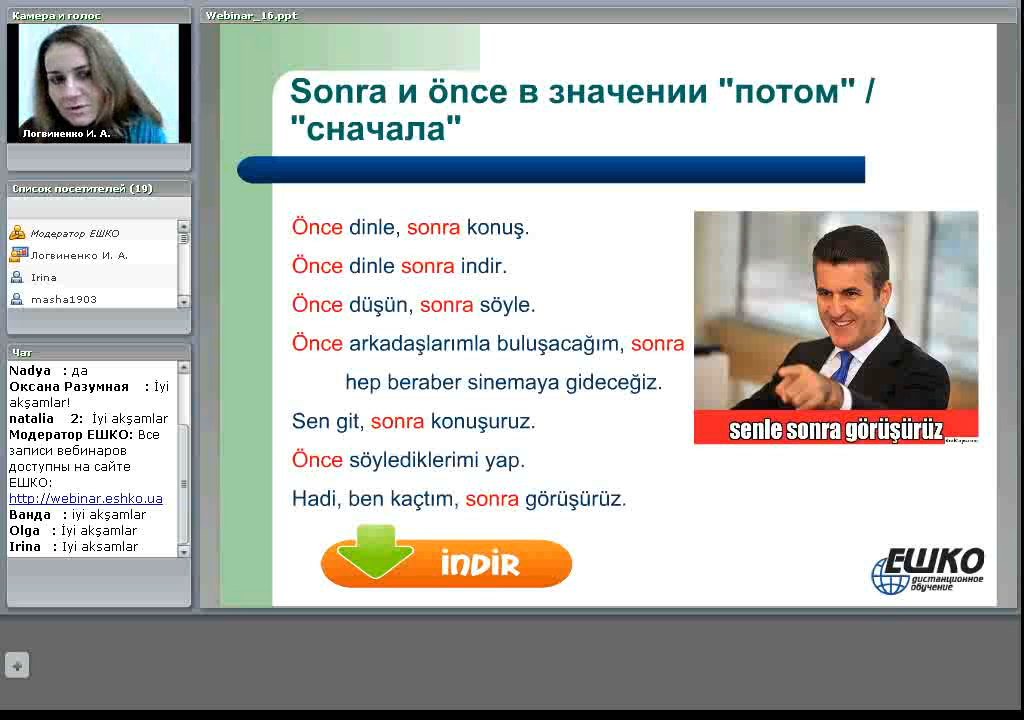 Камера и голос
Логвиненко И. А.
Список посетителей (19)
Модератор ЕШКО
Логвиненко И. А.
Irina
masha1903
Чат
Nadya : да
Оксана Разумная : İyi
akşamlar!
natalia 2: İyi akşamlar
Модератор ЕШКО: Все
записи вебинаров
доступны на сайте
ЕШКО:
http://webinar.eshko.ua
Ванда : iyi akşamlar
Olga : İyi akşamlar
Irina : Iyi aksamlar
Webinar_16.ppt
Sonra и önce в значении "потом" /
"сначала"
Önce dinle, sonra konuş.
Önce dinle sonra indir.
Önce düşün, sonra söyle.
Önce arkadaşlarımla buluşacağım, sonra
hep beraber sinemaya gideceğiz.
Sen git, sonra konuşuruz.
Önce söylediklerimi yap.
Hadi, ben kaçtım, sonra görüşürüz.
senle sonra görüşürüz
İNDİR
ЕШКО
дистанционное
обучение